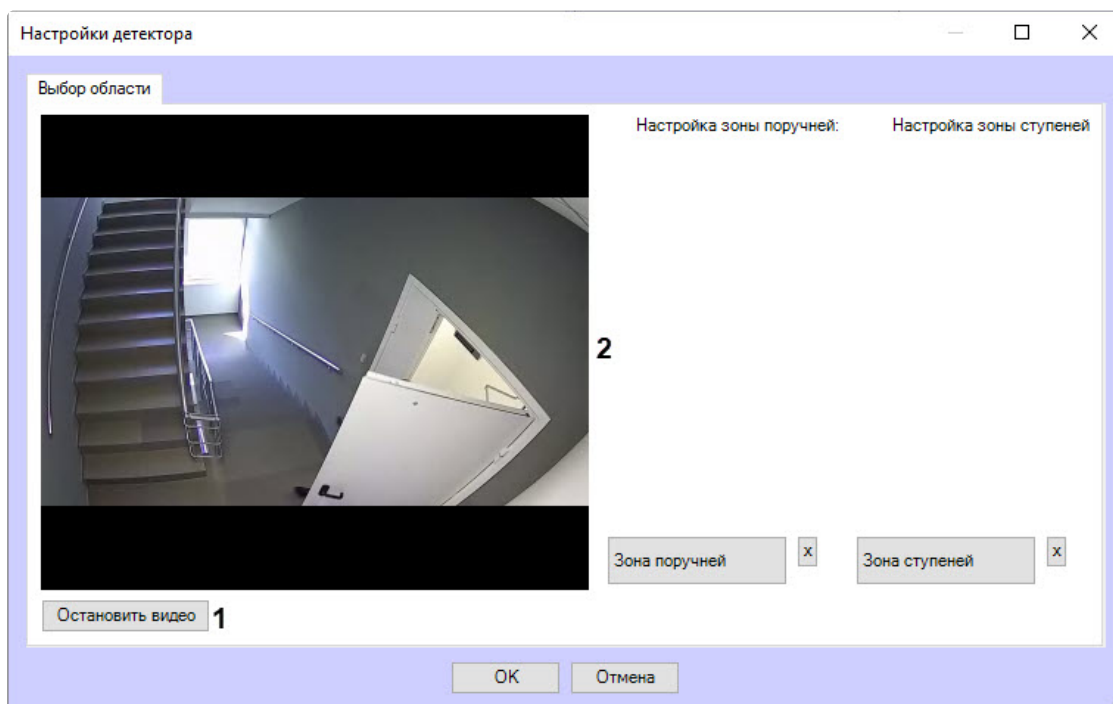 Настройки детектора
Выбор области
Настройка зоны поручней:
Настройка зоны ступеней
2
Зона поручней
x
Зона ступеней
x
Остановить видео
1
OK
Отмена